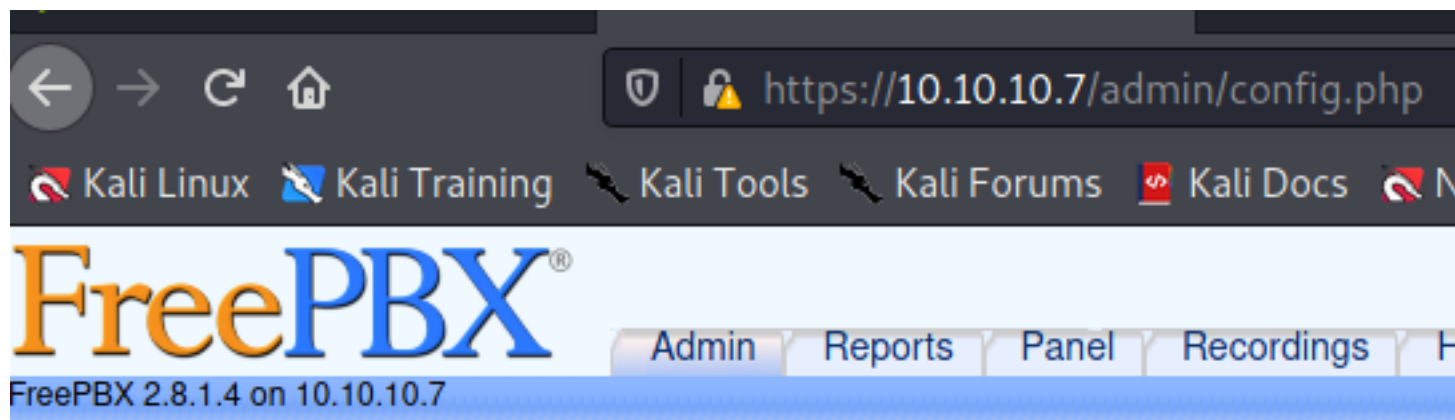 https://10.10.10.7/admin/config.php
Kali Linux Kali Training Kali Tools Kali Forums Kali Docs
FreePBX®
Admin Reports Panel Recordings
FreePBX 2.8.1.4 on 10.10.10.7